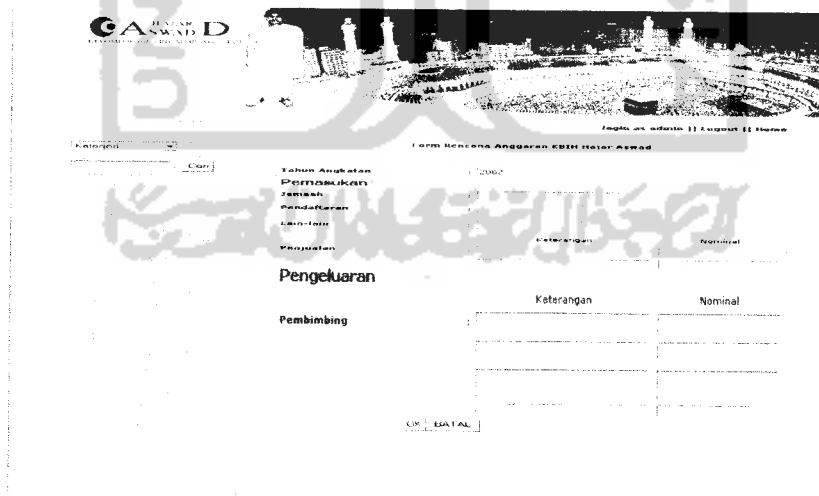 HAJAR
ASWAD
login as admin || Logout || Home
Kategori
Cari
Form Rencana Anggaran KBIH Hajar Aswad
Tahun Angkatan : 2002
Pemasukan
Jamaah
Pendaftaran
Lain-lain
Keterangan Nominal
Penjualan
Pengeluaran
Keterangan Nominal
Pembimbing :
OK BATAL